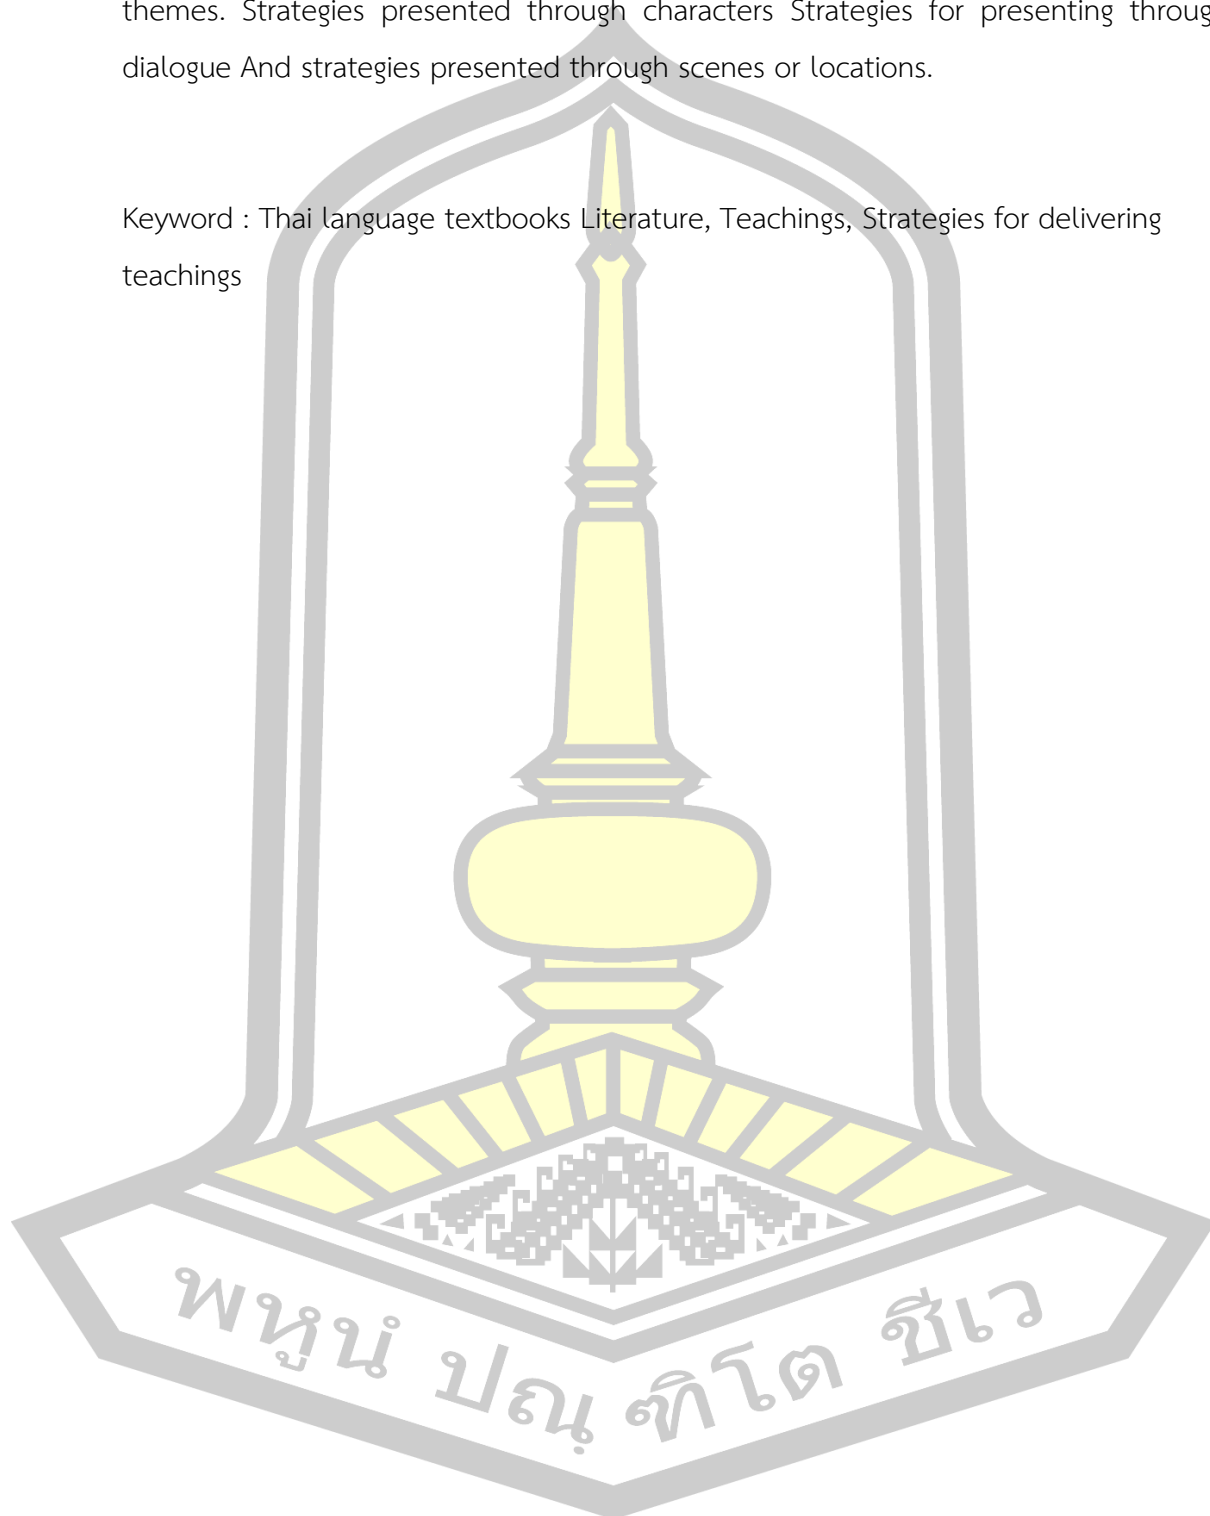 themes. Strategies presented through characters Strategies for presenting throug
dialogue And strategies presented through scenes or locations.
Keyword : Thai language textbooks Literature, Teachings, Strategies for delivering
teachings
พหูนํ ปณฺฑิโต ชีเว